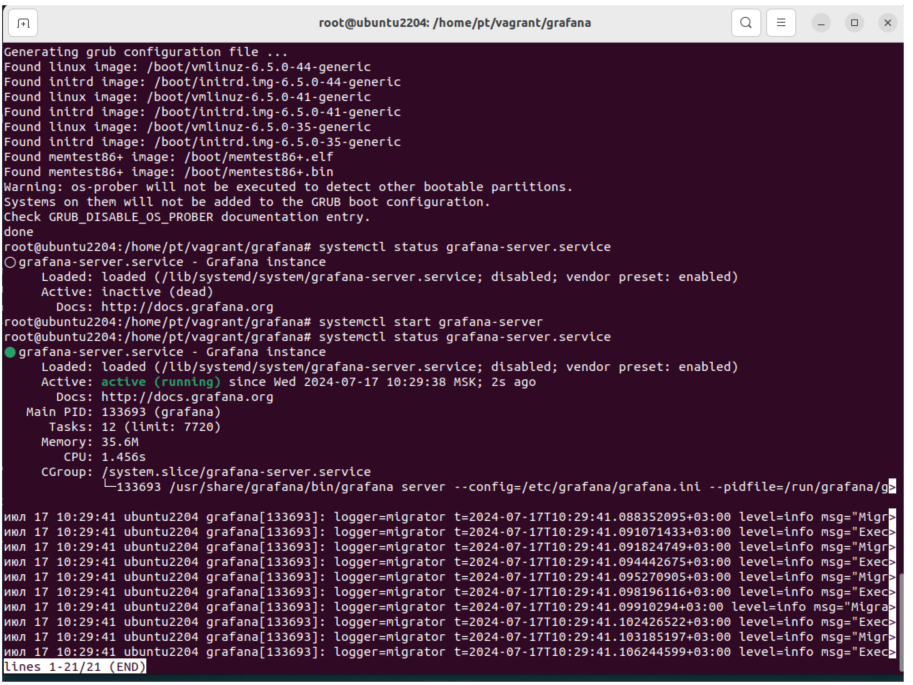 root@ubuntu2204: /home/pt/vagrant/grafana
Generating grub configuration file ...
Found linux image: /boot/vmlinuz-6.5.0-44-generic
Found initrd image: /boot/initrd.img-6.5.0-44-generic
Found linux image: /boot/vmlinuz-6.5.0-41-generic
Found initrd image: /boot/initrd.img-6.5.0-41-generic
Found linux image: /boot/vmlinuz-6.5.0-35-generic
Found initrd image: /boot/initrd.img-6.5.0-35-generic
Found memtest86+ image: /boot/memtest86+.elf
Found memtest86+ image: /boot/memtest86+.bin
Warning: os-prober will not be executed to detect other bootable partitions.
Systems on them will not be added to the GRUB boot configuration.
Check GRUB_DISABLE_OS_PROBER documentation entry.
done
root@ubuntu2204:/home/pt/vagrant/grafana# systemctl status grafana-server.service
○ grafana-server.service - Grafana instance
     Loaded: loaded (/lib/systemd/system/grafana-server.service; disabled; vendor preset: enabled)
     Active: inactive (dead)
       Docs: http://docs.grafana.org
root@ubuntu2204:/home/pt/vagrant/grafana# systemctl start grafana-server
root@ubuntu2204:/home/pt/vagrant/grafana# systemctl status grafana-server.service
● grafana-server.service - Grafana instance
     Loaded: loaded (/lib/systemd/system/grafana-server.service; disabled; vendor preset: enabled)
     Active: active (running) since Wed 2024-07-17 10:29:38 MSK; 2s ago
       Docs: http://docs.grafana.org
   Main PID: 133693 (grafana)
      Tasks: 12 (limit: 7720)
     Memory: 35.6M
        CPU: 1.456s
     CGroup: /system.slice/grafana-server.service
             └─133693 /usr/share/grafana/bin/grafana server --config=/etc/grafana/grafana.ini --pidfile=/run/grafana/g>
июл 17 10:29:41 ubuntu2204 grafana[133693]: logger=migrator t=2024-07-17T10:29:41.088352095+03:00 level=info msg="Migr>
июл 17 10:29:41 ubuntu2204 grafana[133693]: logger=migrator t=2024-07-17T10:29:41.091071433+03:00 level=info msg="Exec>
июл 17 10:29:41 ubuntu2204 grafana[133693]: logger=migrator t=2024-07-17T10:29:41.091824749+03:00 level=info msg="Migr>
июл 17 10:29:41 ubuntu2204 grafana[133693]: logger=migrator t=2024-07-17T10:29:41.094442675+03:00 level=info msg="Exec>
июл 17 10:29:41 ubuntu2204 grafana[133693]: logger=migrator t=2024-07-17T10:29:41.095270905+03:00 level=info msg="Migr>
июл 17 10:29:41 ubuntu2204 grafana[133693]: logger=migrator t=2024-07-17T10:29:41.098196116+03:00 level=info msg="Exec>
июл 17 10:29:41 ubuntu2204 grafana[133693]: logger=migrator t=2024-07-17T10:29:41.09910294+03:00 level=info msg="Migra>
июл 17 10:29:41 ubuntu2204 grafana[133693]: logger=migrator t=2024-07-17T10:29:41.102426522+03:00 level=info msg="Exec>
июл 17 10:29:41 ubuntu2204 grafana[133693]: logger=migrator t=2024-07-17T10:29:41.103185197+03:00 level=info msg="Migr>
июл 17 10:29:41 ubuntu2204 grafana[133693]: logger=migrator t=2024-07-17T10:29:41.106244599+03:00 level=info msg="Exec>
lines 1-21/21 (END)